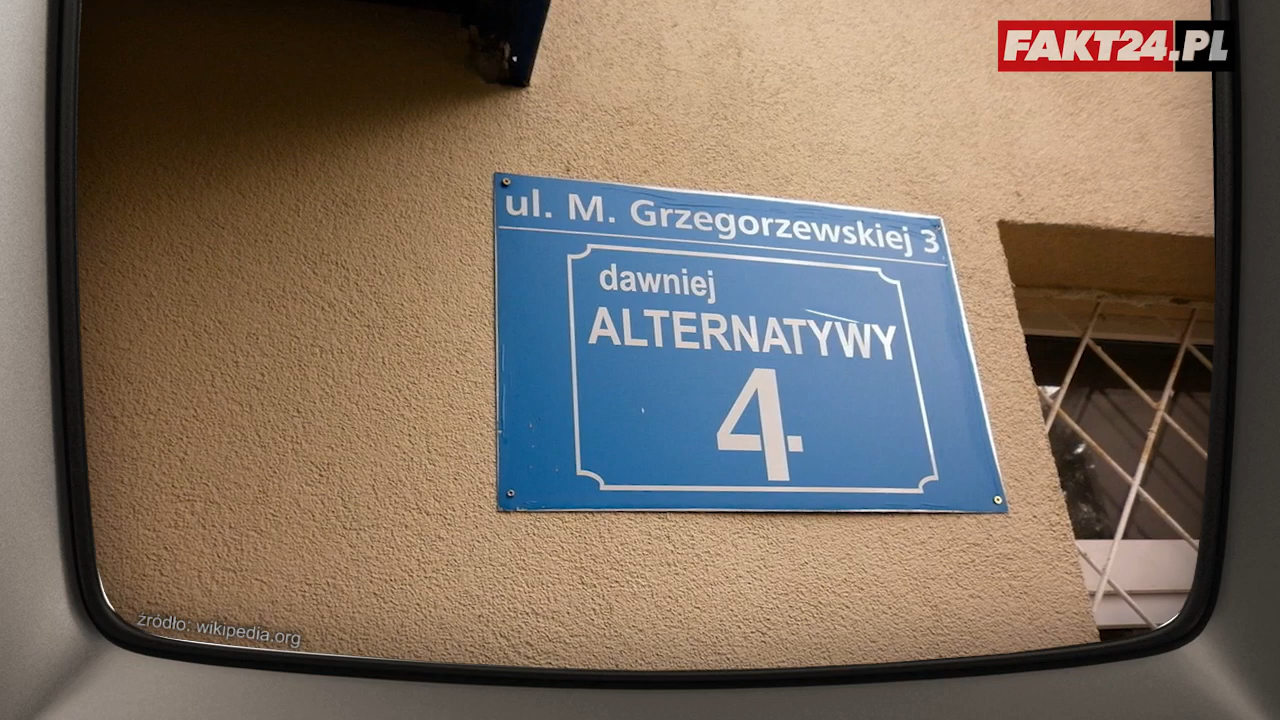 FAKT24.PL
ul. M. Grzegorzewskiej 3
dawniej
ALTERNATYWY
4
źródło: wikipedia.org